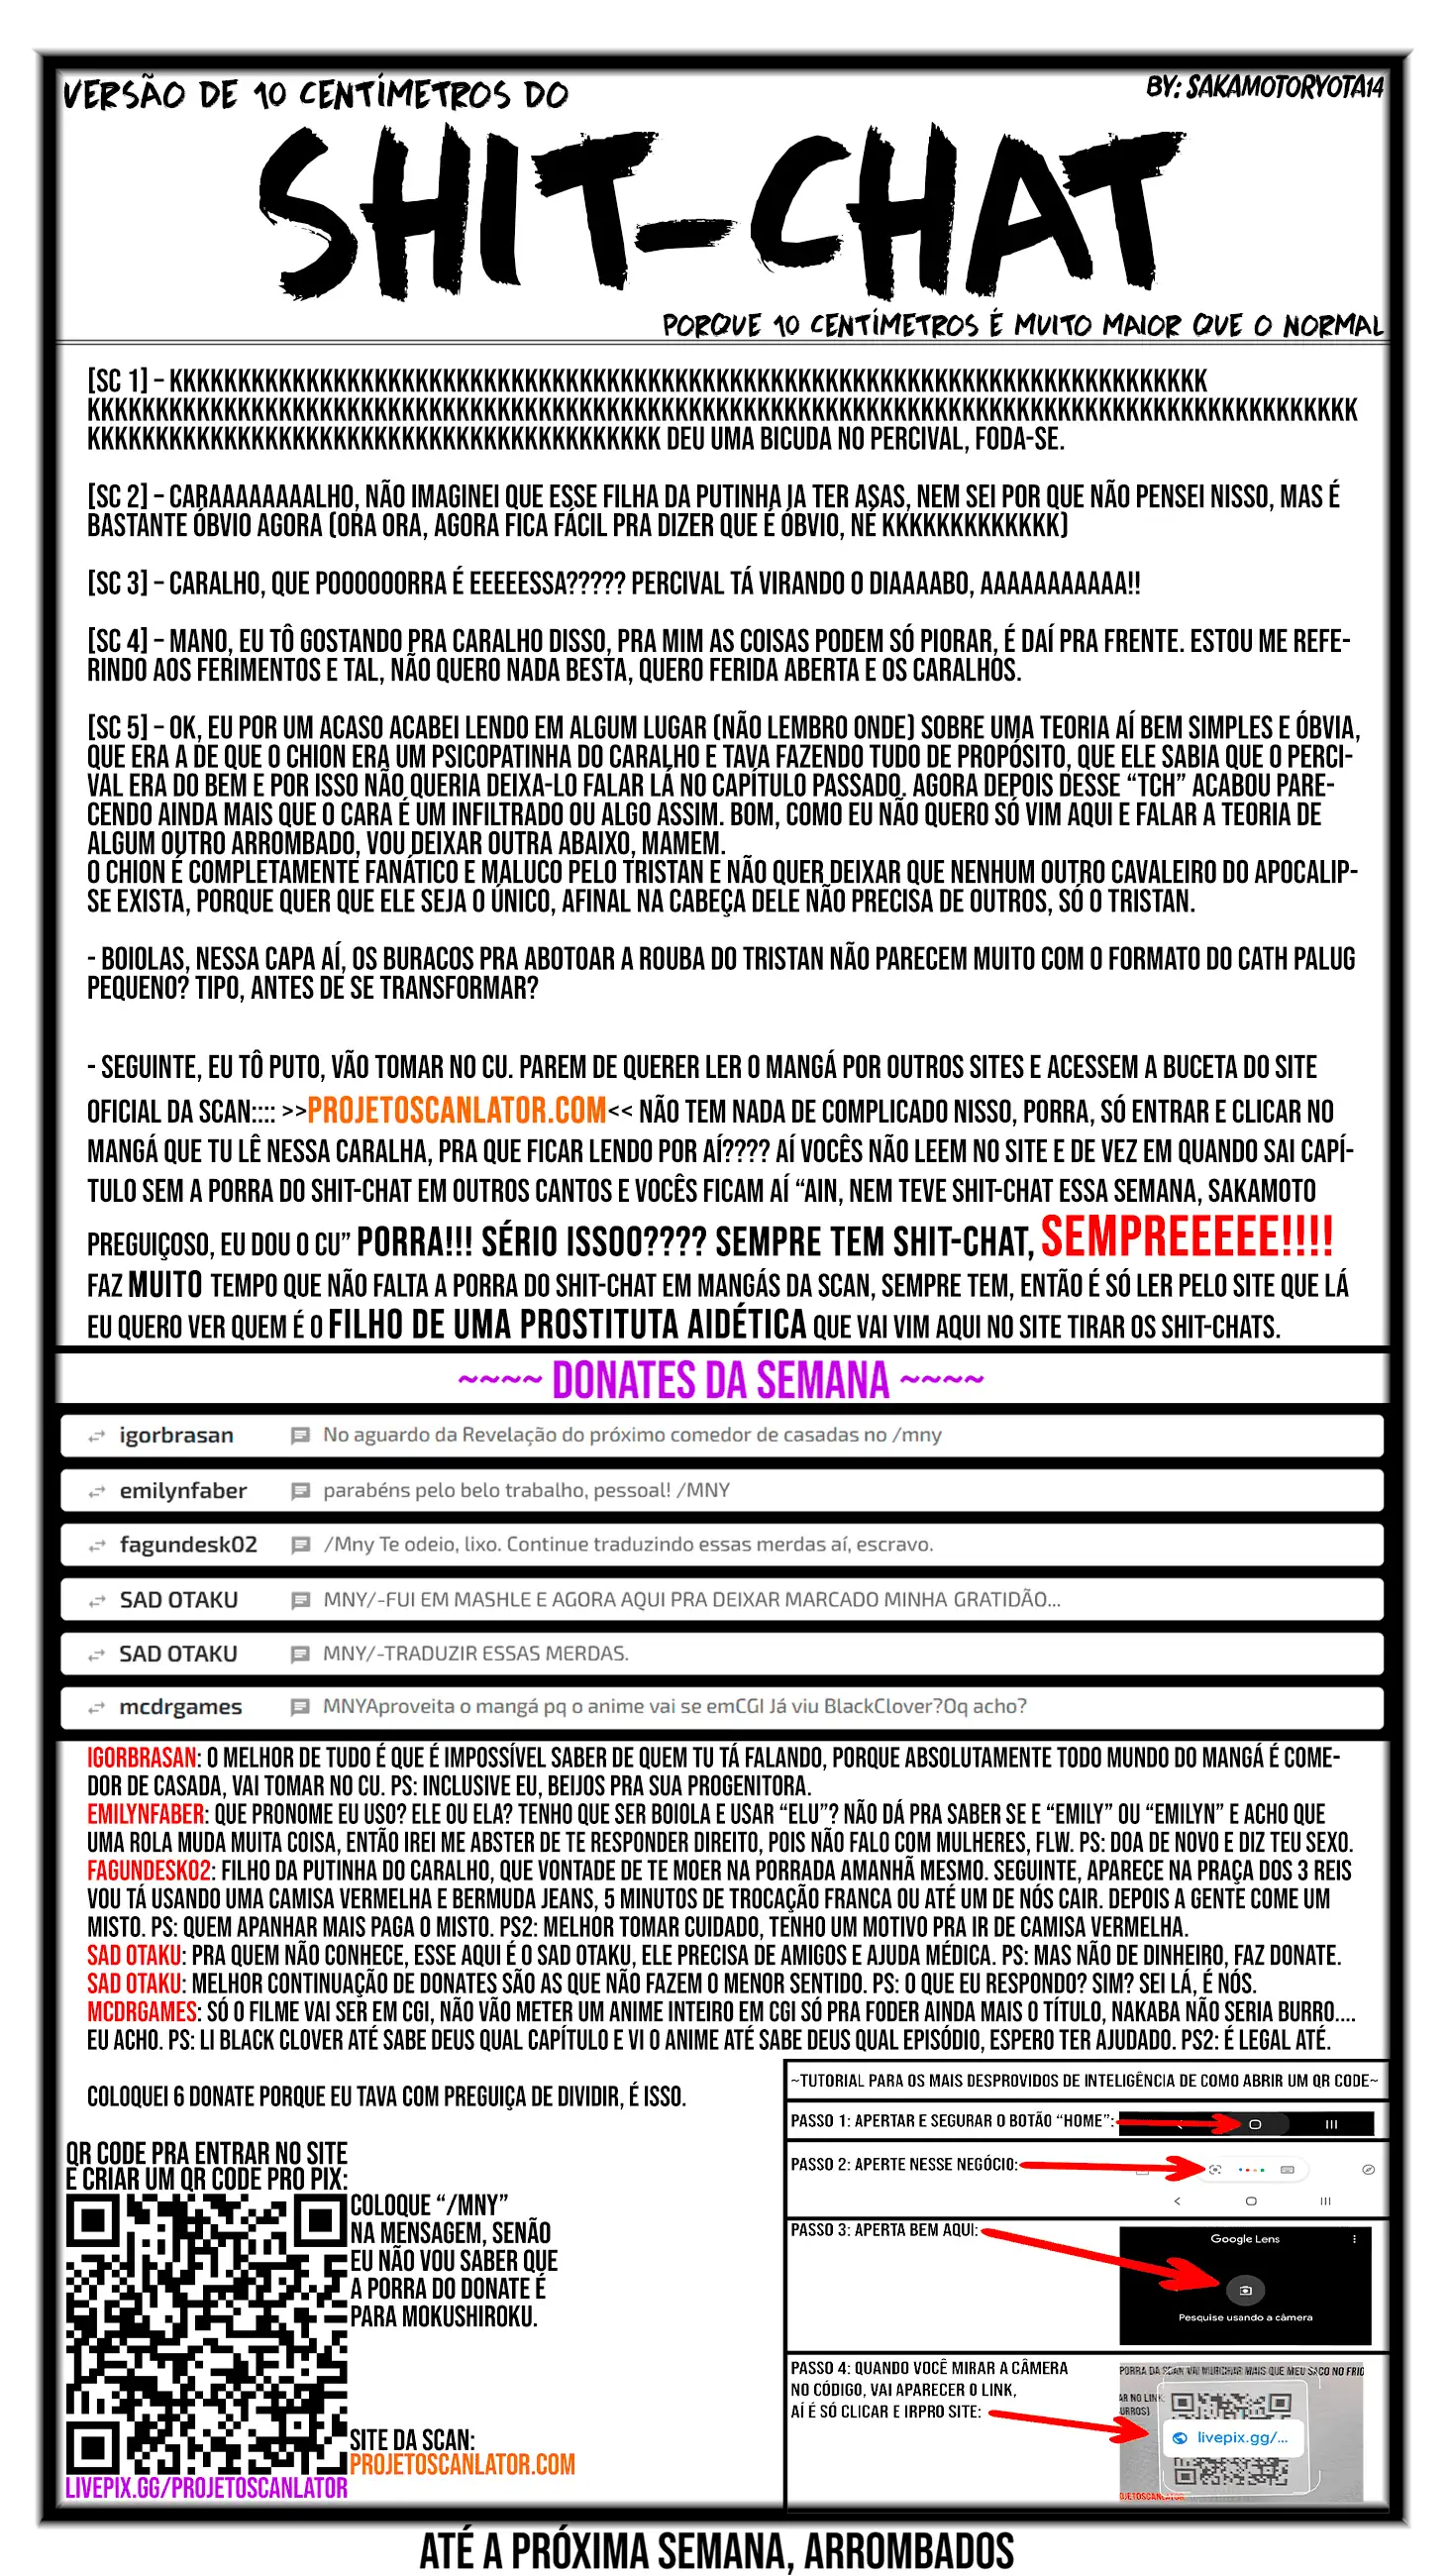 VERSÃO DE 10 CENTÍMETROS DO
BY: SAKAMOTORYOTA14
SHIT-CHAT
PORQUE 10 CENTÍMETROS É MUITO MAIOR QUE O NORMAL
[SC 1] - KKKKKKKKKKKKKKKKKKKKKKKKKKKKKKKKKKKKKKKKKKKKKKKKKKKKKKKKKKKKKKKKKKKKKKKKKKKK
KKKKKKKKKKKKKKKKKKKKKKKKKKKKKKKKKKKKKKKKKKKKKKKKKKKKKKKKKKKKKKKKKKKKKKKKKKKKKKKKKKKKKKKKKKKKK
KKKKKKKKKKKKKKKKKKKKKKKKKKKKKKKKKKKKKKKKKK DEU UMA BICUDA NO PERCIVAL, FODA-SE.
[SC 2] - CARAAAAAAAALHO, NÃO IMAGINEI QUE ESSE FILHA DA PUTINHA IA TER ASAS, NEM SEI POR QUE NÃO PENSEI NISSO, MAS É
BASTANTE ÓBVIO AGORA (ORA ORA, AGORA FICA FÁCIL PRA DIZER QUE É ÓBVIO, NÉ KKKKKKKKKKKKK)
[SC 3] - CARALHO, QUE POOOOOORRA É EEEEESSA????? PERCIVAL TÁ VIRANDO O DIAAAABO, AAAAAAAAAAA!!
[SC 4] - MANO, EU TÔ GOSTANDO PRA CARALHO DISSO, PRA MIM AS COISAS PODEM SÓ PIORAR, É DAÍ PRA FRENTE. ESTOU ME REFE-
RINDO AOS FERIMENTOS E TAL, NÃO QUERO NADA BESTA, QUERO FERIDA ABERTA E OS CARALHOS.
[SC 5] - OK, EU POR UM ACASO ACABEI LENDO EM ALGUM LUGAR (NÃO LEMBRO ONDE) SOBRE UMA TEORIA AÍ BEM SIMPLES E ÓBVIA,
QUE ERA A DE QUE O CHION ERA UM PSICOPATINHA DO CARALHO E TAVA FAZENDO TUDO DE PROPÓSITO, QUE ELE SABIA QUE O PERCI-
VAL ERA DO BEM E POR ISSO NÃO QUERIA DEIXA-LO FALAR LÁ NO CAPÍTULO PASSADO. AGORA DEPOIS DESSE "TCH" ACABOU PARE-
CENDO AINDA MAIS QUE O CARA É UM INFILTRADO OU ALGO ASSIM. BOM, COMO EU NÃO QUERO SÓ VIM AQUI E FALAR A TEORIA DE
ALGUM OUTRO ARROMBADO, VOU DEIXAR OUTRA ABAIXO, MAMEM.
O CHION É COMPLETAMENTE FANÁTICO E MALUCO PELO TRISTAN E NÃO QUER DEIXAR QUE NENHUM OUTRO CAVALEIRO DO APOCALIP-
SE EXISTA, PORQUE QUER QUE ELE SEJA O ÚNICO, AFINAL NA CABEÇA DELE NÃO PRECISA DE OUTROS, SÓ O TRISTAN.
- BOIOLAS, NESSA CAPA AÍ, OS BURACOS PRA ABOTOAR A ROUBA DO TRISTAN NÃO PARECEM MUITO COM O FORMATO DO CATH PALUG
PEQUENO? TIPO, ANTES DE SE TRANSFORMAR?
- SEGUINTE, EU TÔ PUTO, VÃO TOMAR NO CU. PAREM DE QUERER LER O MANGÁ POR OUTROS SITES E ACESSEM A BUCETA DO SITE
OFICIAL DA SCAN:::: >>PROJETOSCANLATOR.COM<< NÃO TEM NADA DE COMPLICADO NISSO, PORRA, SÓ ENTRAR E CLICAR NO
MANGÁ QUE TU LÊ NESSA CARALHA, PRA QUE FICAR LENDO POR AÍ???? AÍ VOCÊS NÃO LEEM NO SITE E DE VEZ EM QUANDO SAI CAPÍ-
TULO SEM A PORRA DO SHIT-CHAT EM OUTROS CANTOS E VOCÊS FICAM AÍ "AIN, NEM TEVE SHIT-CHAT ESSA SEMANA, SAKAMOTO
PREGUIÇOSO, EU DOU O CU" PORRA!!! SÉRIO ISSOO???? SEMPRE TEM SHIT-CHAT, SEMPREEEEE!!!!
FAZ MUITO TEMPO QUE NÃO FALTA A PORRA DO SHIT-CHAT EM MANGÁS DA SCAN, SEMPRE TEM, ENTÃO É SÓ LER PELO SITE QUE LÁ
EU QUERO VER QUEM É O FILHO DE UMA PROSTITUTA AIDÉTICA QUE VAI VIM AQUI NO SITE TIRAR OS SHIT-CHATS.
~~~~ DONATES DA SEMANA ~~~~
igorbrasan No aguardo da Revelação do próximo comedor de casadas no /mny
emilynfaber parabéns pelo belo trabalho, pessoal! /MNY
fagundesk02 /Mny Te odeio, lixo. Continue traduzindo essas merdas aí, escravo.
SAD OTAKU MNY/-FUI EM MASHLE E AGORA AQUI PRA DEIXAR MARCADO MINHA GRATIDÃO...
SAD OTAKU MNY/-TRADUZIR ESSAS MERDAS.
mcdrgames MNYAproveita o mangá pq o anime vai se emCGI Já viu BlackClover?Oq acho?
IGORBRASAN: O MELHOR DE TUDO É QUE É IMPOSSÍVEL SABER DE QUEM TU TÁ FALANDO, PORQUE ABSOLUTAMENTE TODO MUNDO DO MANGÁ É COME-
DOR DE CASADA, VAI TOMAR NO CU. PS: INCLUSIVE EU, BEIJOS PRA SUA PROGENITORA.
EMILYNFABER: QUE PRONOME EU USO? ELE OU ELA? TENHO QUE SER BOIOLA E USAR "ELU"? NÃO DÁ PRA SABER SE E "EMILY" OU "EMILYN" E ACHO QUE
UMA ROLA MUDA MUITA COISA, ENTÃO IREI ME ABSTER DE TE RESPONDER DIREITO, POIS NÃO FALO COM MULHERES, FLW. PS: DOA DE NOVO E DIZ TEU SEXO.
FAGUNDESK02: FILHO DA PUTINHA DO CARALHO, QUE VONTADE DE TE MOER NA PORRADA AMANHÃ MESMO. SEGUINTE, APARECE NA PRAÇA DOS 3 REIS
VOU TÁ USANDO UMA CAMISA VERMELHA E BERMUDA JEANS, 5 MINUTOS DE TROCAÇÃO FRANCA OU ATÉ UM DE NÓS CAIR. DEPOIS A GENTE COME UM
MISTO. PS: QUEM APANHAR MAIS PAGA O MISTO. PS2: MELHOR TOMAR CUIDADO, TENHO UM MOTIVO PRA IR DE CAMISA VERMELHA.
SAD OTAKU: PRA QUEM NÃO CONHECE, ESSE AQUI É O SAD OTAKU, ELE PRECISA DE AMIGOS E AJUDA MÉDICA. PS: MAS NÃO DE DINHEIRO, FAZ DONATE.
SAD OTAKU: MELHOR CONTINUAÇÃO DE DONATES SÃO AS QUE NÃO FAZEM O MENOR SENTIDO. PS: O QUE EU RESPONDO? SIM? SEI LÁ, É NÓS.
MCDRGAMES: SÓ O FILME VAI SER EM CGI, NÃO VÃO METER UM ANIME INTEIRO EM CGI SÓ PRA FODER AINDA MAIS O TÍTULO, NAKABA NÃO SERIA BURRO....
EU ACHO. PS: LI BLACK CLOVER ATÉ SABE DEUS QUAL CAPÍTULO E VI O ANIME ATÉ SABE DEUS QUAL EPISÓDIO, ESPERO TER AJUDADO. PS2: É LEGAL ATÉ.
COLOQUEI 6 DONATE PORQUE EU TAVA COM PREGUIÇA DE DIVIDIR, É ISSO.
QR CODE PRA ENTRAR NO SITE
E CRIAR UM QR CODE PRO PIX:
COLOQUE "/MNY"
NA MENSAGEM, SENÃO
EU NÃO VOU SABER QUE
A PORRA DO DONATE É
PARA MOKUSHIROKU.
SITE DA SCAN:
PROJETOSCANLATOR.COM
LIVEPIX.GG/PROJETOSCANLATOR
~TUTORIAL PARA OS MAIS DESPROVIDOS DE INTELIGÊNCIA DE COMO ABRIR UM QR CODE~
PASSO 1: APERTAR E SEGURAR O BOTÃO "HOME":
PASSO 2: APERTE NESSE NEGÓCIO:
PASSO 3: APERTA BEM AQUI:
Google Lens
Pesquise usando a câmera
PASSO 4: QUANDO VOCÊ MIRAR A CÂMERA
NO CÓDIGO, VAI APARECER O LINK,
AÍ É SÓ CLICAR E IRPRO SITE:
PORRA DA SCAN VAI MURCHAR MAIS QUE MEU SACO NO FRIO
AR NO LINK
URROS)
livepix.gg/...
OJETOSCANLATOR
ATÉ A PRÓXIMA SEMANA, ARROMBADOS